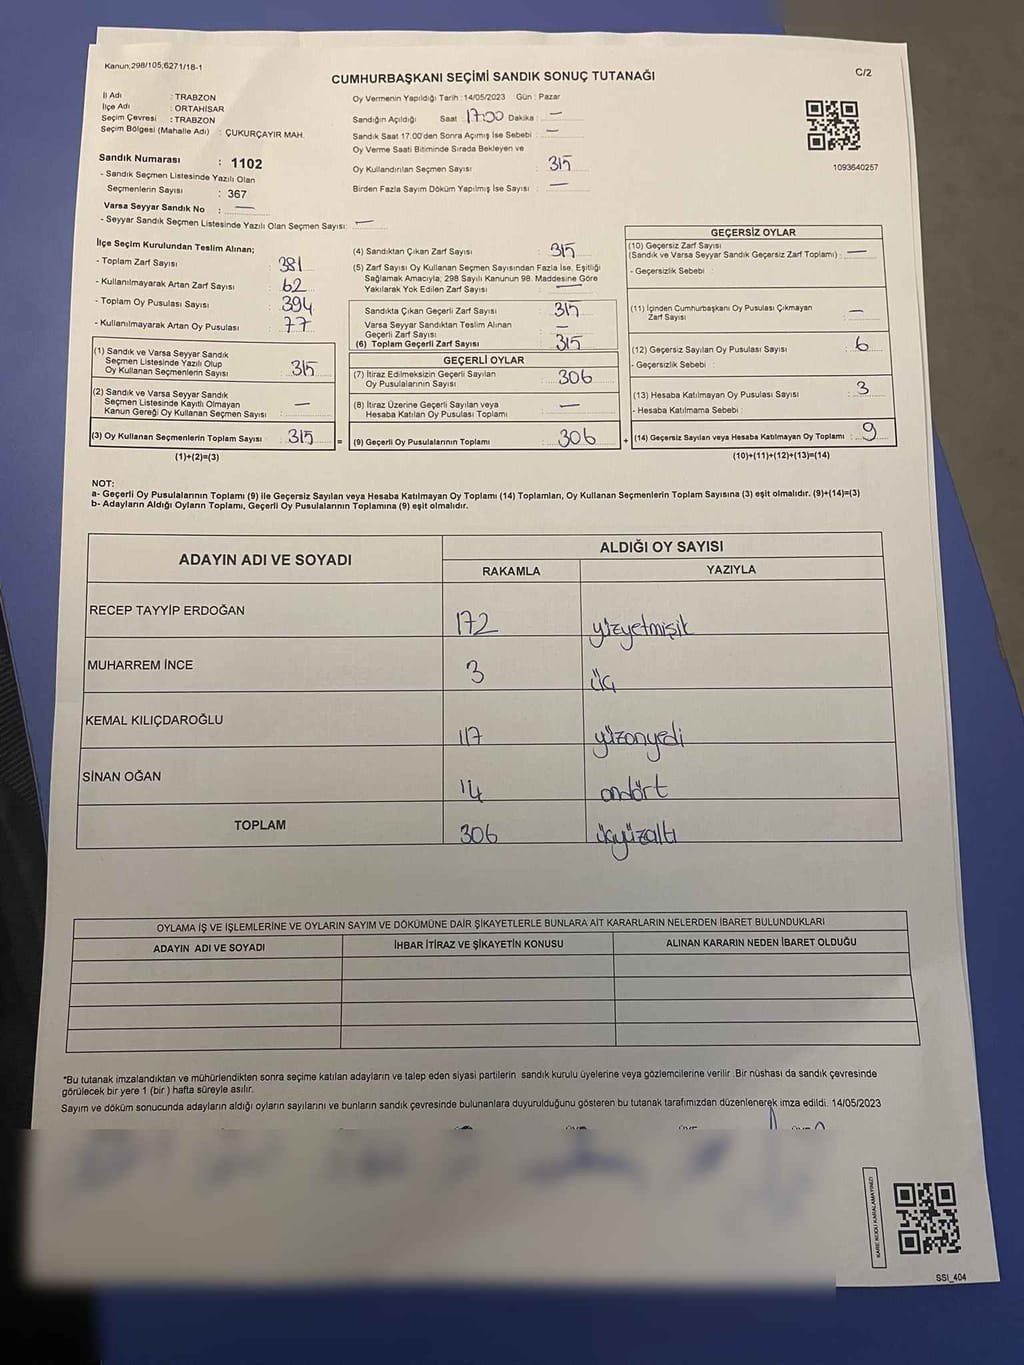 Kanun,298/105,6271/18-1
C/2
CUMHURBAŞKANI SEÇİMİ SANDIK SONUÇ TUTANAĞI
İl Adı : TRABZON
İlçe Adı : ORTAHİSAR
Seçim Çevresi : TRABZON
Seçim Bölgesi (Mahalle Adı) : ÇUKURÇAYIR MAH.
Sandık Numarası : 1102
- Sandık Seçmen Listesinde Yazılı Olan
Seçmenlerin Sayısı : 367
Varsa Seyyar Sandık No : —
- Seyyar Sandık Seçmen Listesinde Yazılı Olan Seçmen Sayısı: —
Oy Vermenin Yapıldığı Tarih : 14/05/2023 Gün : Pazar
Sandığın Açıldığı Saat : 17:00 Dakika : —
Sandık Saat 17:00'den Sonra Açımış İse Sebebi : —
Oy Verme Saati Bitiminde Sırada Bekleyen ve
Oy Kullandırılan Seçmen Sayısı : 315
Birden Fazla Sayım Döküm Yapılmış İse Sayısı : —
1093640257
İlçe Seçim Kurulundan Teslim Alınan;
- Toplam Zarf Sayısı : 381
- Kullanılmayarak Artan Zarf Sayısı : 62
- Toplam Oy Pusulası Sayısı : 394
- Kullanılmayarak Artan Oy Pusulası : 77
(1) Sandık ve Varsa Seyyar Sandık
Seçmen Listesinde Yazılı Olup
Oy Kullanan Seçmenlerin Sayısı : 315
(2) Sandık ve Varsa Seyyar Sandık
Seçmen Listesinde Kayıtlı Olmayan
Kanun Gereği Oy Kullanan Seçmen Sayısı : —
(3) Oy Kullanan Seçmenlerin Toplam Sayısı : 315 =
(1)+(2)=(3)
(4) Sandıktan Çıkan Zarf Sayısı : 315
(5) Zarf Sayısı Oy Kullanan Seçmen Sayısından Fazla İse, Eşitliği
Sağlamak Amacıyla; 298 Sayılı Kanunun 98. Maddesine Göre
Yakılarak Yok Edilen Zarf Sayısı : —
Sandıkta Çıkan Geçerli Zarf Sayısı : 315
Varsa Seyyar Sandıktan Teslim Alınan
Geçerli Zarf Sayısı : —
(6) Toplam Geçerli Zarf Sayısı : 315
GEÇERLİ OYLAR
(7) İtiraz Edilmeksizin Geçerli Sayılan
Oy Pusulalarının Sayısı : 306
(8) İtiraz Üzerine Geçerli Sayılan veya
Hesaba Katılan Oy Pusulası Toplamı : —
(9) Geçerli Oy Pusulalarının Toplamı : 306 +
GEÇERSİZ OYLAR
(10) Geçersiz Zarf Sayısı
(Sandık ve Varsa Seyyar Sandık Geçersiz Zarf Toplamı) : —
- Geçersizlik Sebebi :
(11) İçinden Cumhurbaşkanı Oy Pusulası Çıkmayan
Zarf Sayısı : —
(12) Geçersiz Sayılan Oy Pusulası Sayısı : 6
- Geçersizlik Sebebi :
(13) Hesaba Katılmayan Oy Pusulası Sayısı : 3
- Hesaba Katılmama Sebebi :
(14) Geçersiz Sayılan veya Hesaba Katılmayan Oy Toplamı : 9
(10)+(11)+(12)+(13)=(14)
NOT:
a- Geçerli Oy Pusulalarının Toplamı (9) ile Geçersiz Sayılan veya Hesaba Katılmayan Oy Toplamı (14) Toplamları, Oy Kullanan Seçmenlerin Toplam Sayısına (3) eşit olmalıdır. (9)+(14)=(3)
b- Adayların Aldığı Oyların Toplamı, Geçerli Oy Pusulalarının Toplamına (9) eşit olmalıdır.
ADAYIN ADI VE SOYADI
ALDIĞI OY SAYISI
RAKAMLA YAZIYLA
RECEP TAYYİP ERDOĞAN 172 yüzyetmişik
MUHARREM İNCE 3 üç
KEMAL KILIÇDAROĞLU 117 yüzonyedi
SİNAN OĞAN 14 ondört
TOPLAM 306 üçyüzaltı
OYLAMA İŞ VE İŞLEMLERİNE VE OYLARIN SAYIM VE DÖKÜMÜNE DAİR ŞİKAYETLERLE BUNLARA AİT KARARLARIN NELERDEN İBARET BULUNDUKLARI
ADAYIN ADI VE SOYADI İHBAR İTİRAZ VE ŞİKAYETİN KONUSU ALINAN KARARIN NEDEN İBARET OLDUĞU
*Bu tutanak imzalandıktan ve mühürlendikten sonra seçime katılan adayların ve talep eden siyasi partilerin sandık kurulu üyelerine veya gözlemcilerine verilir .Bir nüshası da sandık çevresinde
görülecek bir yere 1 (bir ) hafta süreyle asılır.
Sayım ve döküm sonucunda adayların aldığı oyların sayılarını ve bunların sandık çevresinde bulunanlara duyurulduğunu gösteren bu tutanak tarafımızdan düzenlenerek imza edildi. 14/05/2023
KARE KODU KARALAMAYINIZ!
SSİ_404